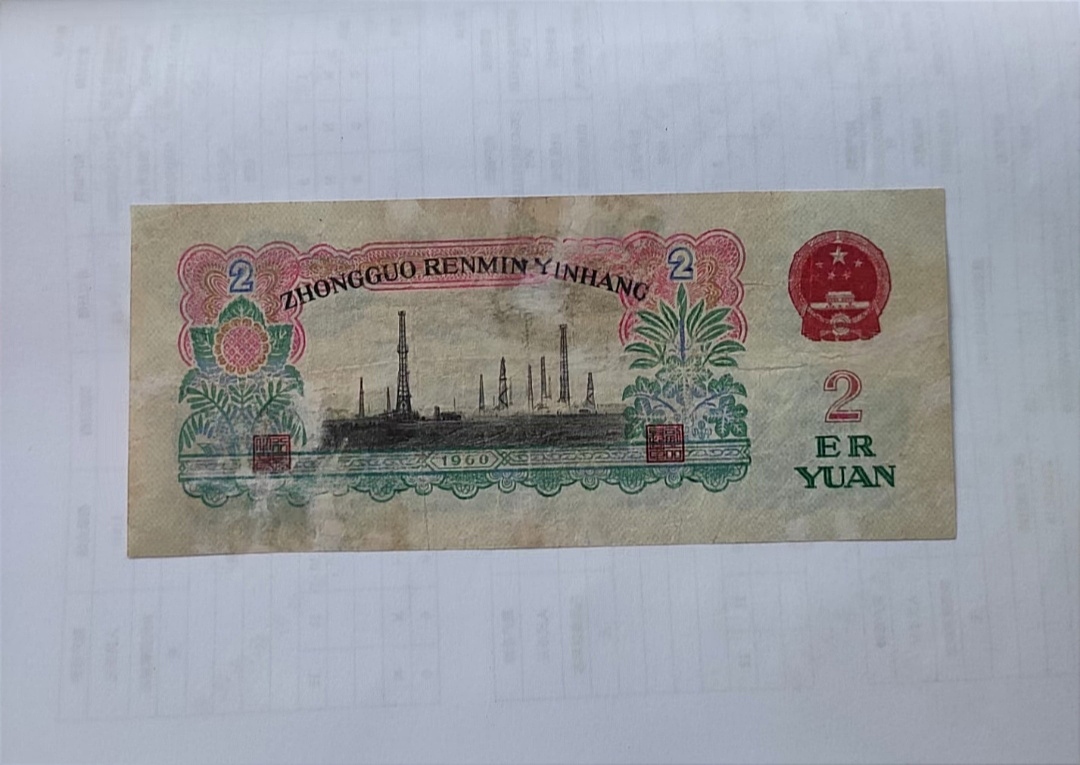 2
2
ZHONGGUO RENMIN YINHANG
1960
2
ER
YUAN